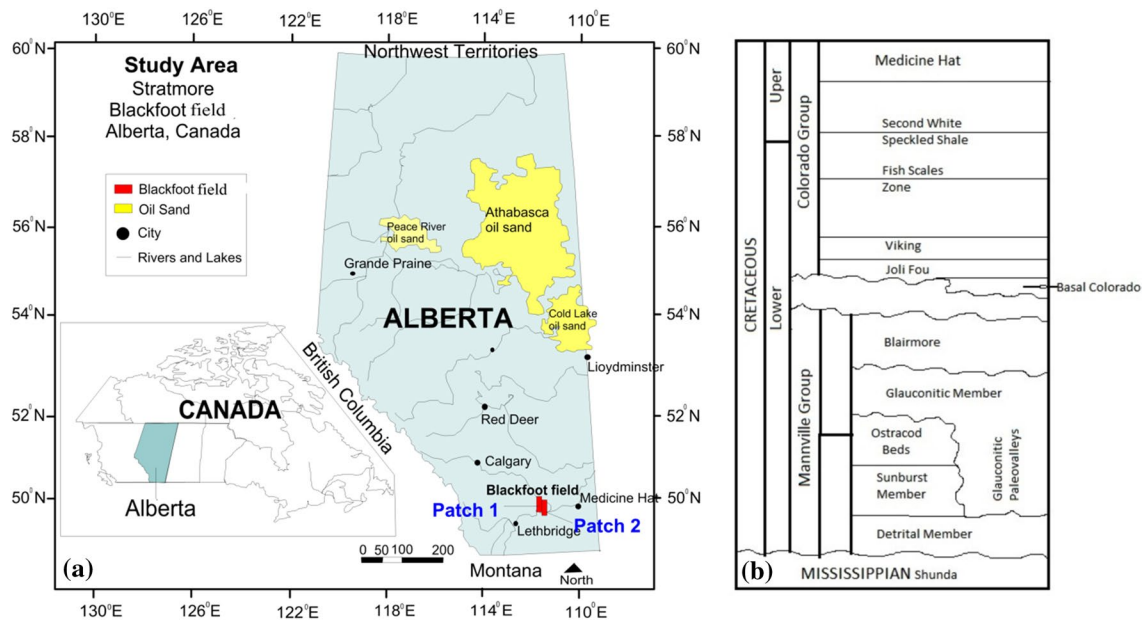 130°E 126°E 122°E 118°E 114°E 110°E
60°N
58°N
56°N
54°N
52°N
50°N
Northwest Territories
Study Area
Stratmore
Blackfoot field
Alberta, Canada
Blackfoot field
Oil Sand
City
Rivers and Lakes
Peace River
oil sand
Athabasca
oil sand
Grande Praine
Cold Lake
oil sand
ALBERTA
Lioydminster
British Columbia
CANADA
Alberta
Red Deer
Calgary
Blackfoot field
Medicine Hat
Patch 1
Patch 2
Lethbridge
0 50 100 200
Montana
North
(a)
60°N
58°N
56°N
54°N
52°N
50°N
130°E 126°E 122°E 118°E 114°E 110°E
CRETACEOUS
Uper
Lower
Colorado Group
Mannville Group
Medicine Hat
Second White
Speckled Shale
Fish Scales
Zone
Viking
Joli Fou
Basal Colorado
Blairmore
Glauconitic Member
Ostracod
Beds
Sunburst
Member
Glauconitic
Paleovalleys
Detrital Member
(b)
MISSISSIPPIAN Shunda